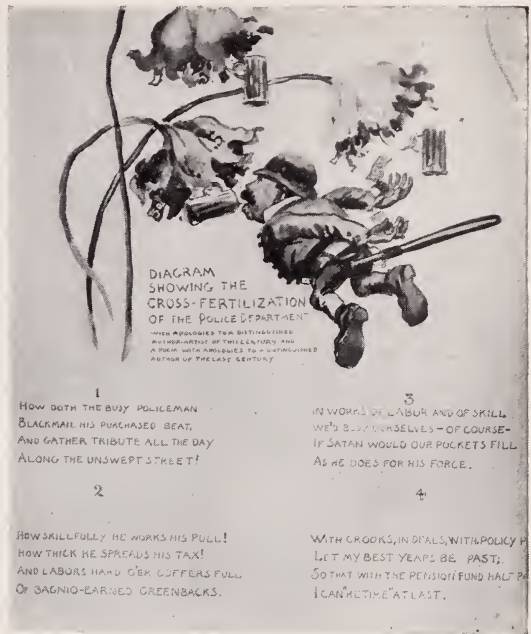 DIAGRAM
SHOWING THE
CROSS-FERTILIZATION
OF THE POLICE DEPARTMENT
WITH APOLOGIES TO A DISTINGUISHED
AUTHOR-ARTIST OF THIS CENTURY AND
A POEM WITH APOLOGIES TO A DISTINGUISHED
AUTHOR OF THE LAST CENTURY
1
HOW DOTH THE BUSY POLICEMAN
BLACKMAIL HIS PURCHASED BEAT,
AND GATHER TRIBUTE ALL THE DAY
ALONG THE UNSWEPT STREET!
2
HOW SKILLFULLY HE WORKS HIS PULL!
HOW THICK HE SPREADS HIS TAX!
AND LABORS HARD O'ER COFFERS FULL
OF BAGNIO-EARNED GREENBACKS.
3
IN WORKS OF LABOR AND OF SKILL
WE'D BUSY OURSELVES - OF COURSE -
IF SATAN WOULD OUR POCKETS FILL
AS HE DOES FOR HIS FORCE.
4
WITH CROOKS, IN DEALS, WITH POLICY P
LET MY BEST YEARS BE PAST;
SO THAT WITH THE PENSION FUND HALF P
I CAN "RETIRE" AT LAST.